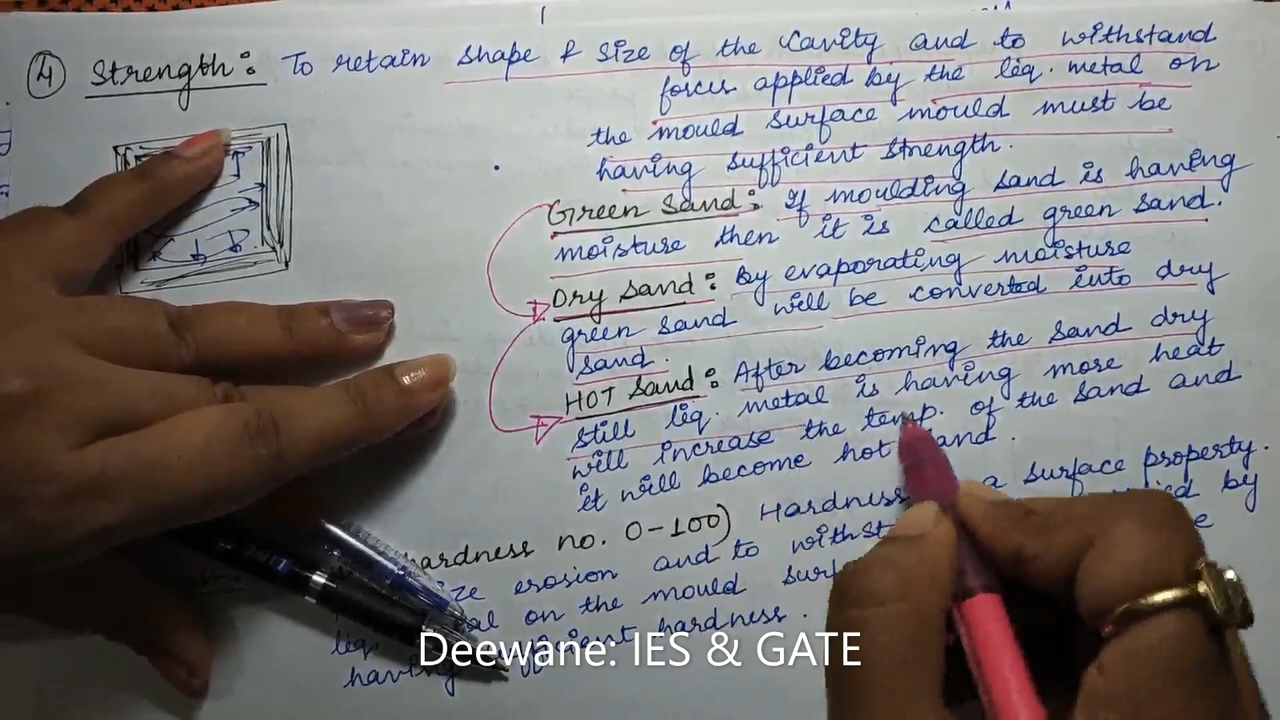 4 Strength: To retain shape & size of the cavity and to withstand
forces applied by the liq. metal on
the mould surface mould must be
having sufficient strength.
Green Sand: If moulding sand is having
moisture then it is called green sand.
Dry Sand: By evaporating moisture
green sand will be converted into dry
sand.
HOT Sand: After becoming the sand dry
still liq. metal is having more heat
will increase the temp. of the sand and
it will become hot sand.
hardness no. 0-100) Hardness a surface property.
erosion and to by
liq. on the mould
having hardness.
Deewane: IES & GATE